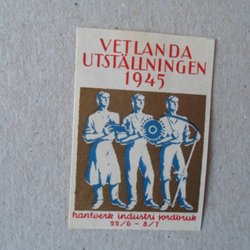 VETLANDA
UTSTÄLLNINGEN
1945
hantverk industri jordbruk
22/6 - 8/7